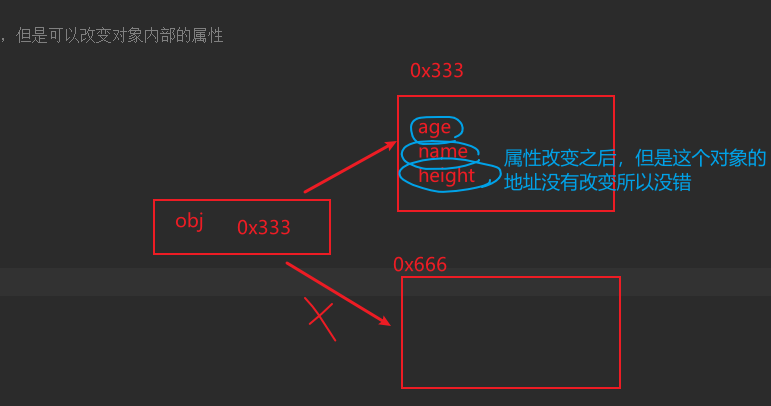 ，但是可以改变对象内部的属性
0x333
age
name
height
属性改变之后，但是这个对象的
地址没有改变所以没错
obj 0x333
0x666